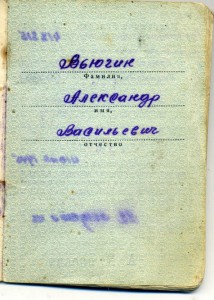 Вьюгин
Фамилия,
Александр
имя,
Васильевич
отчество